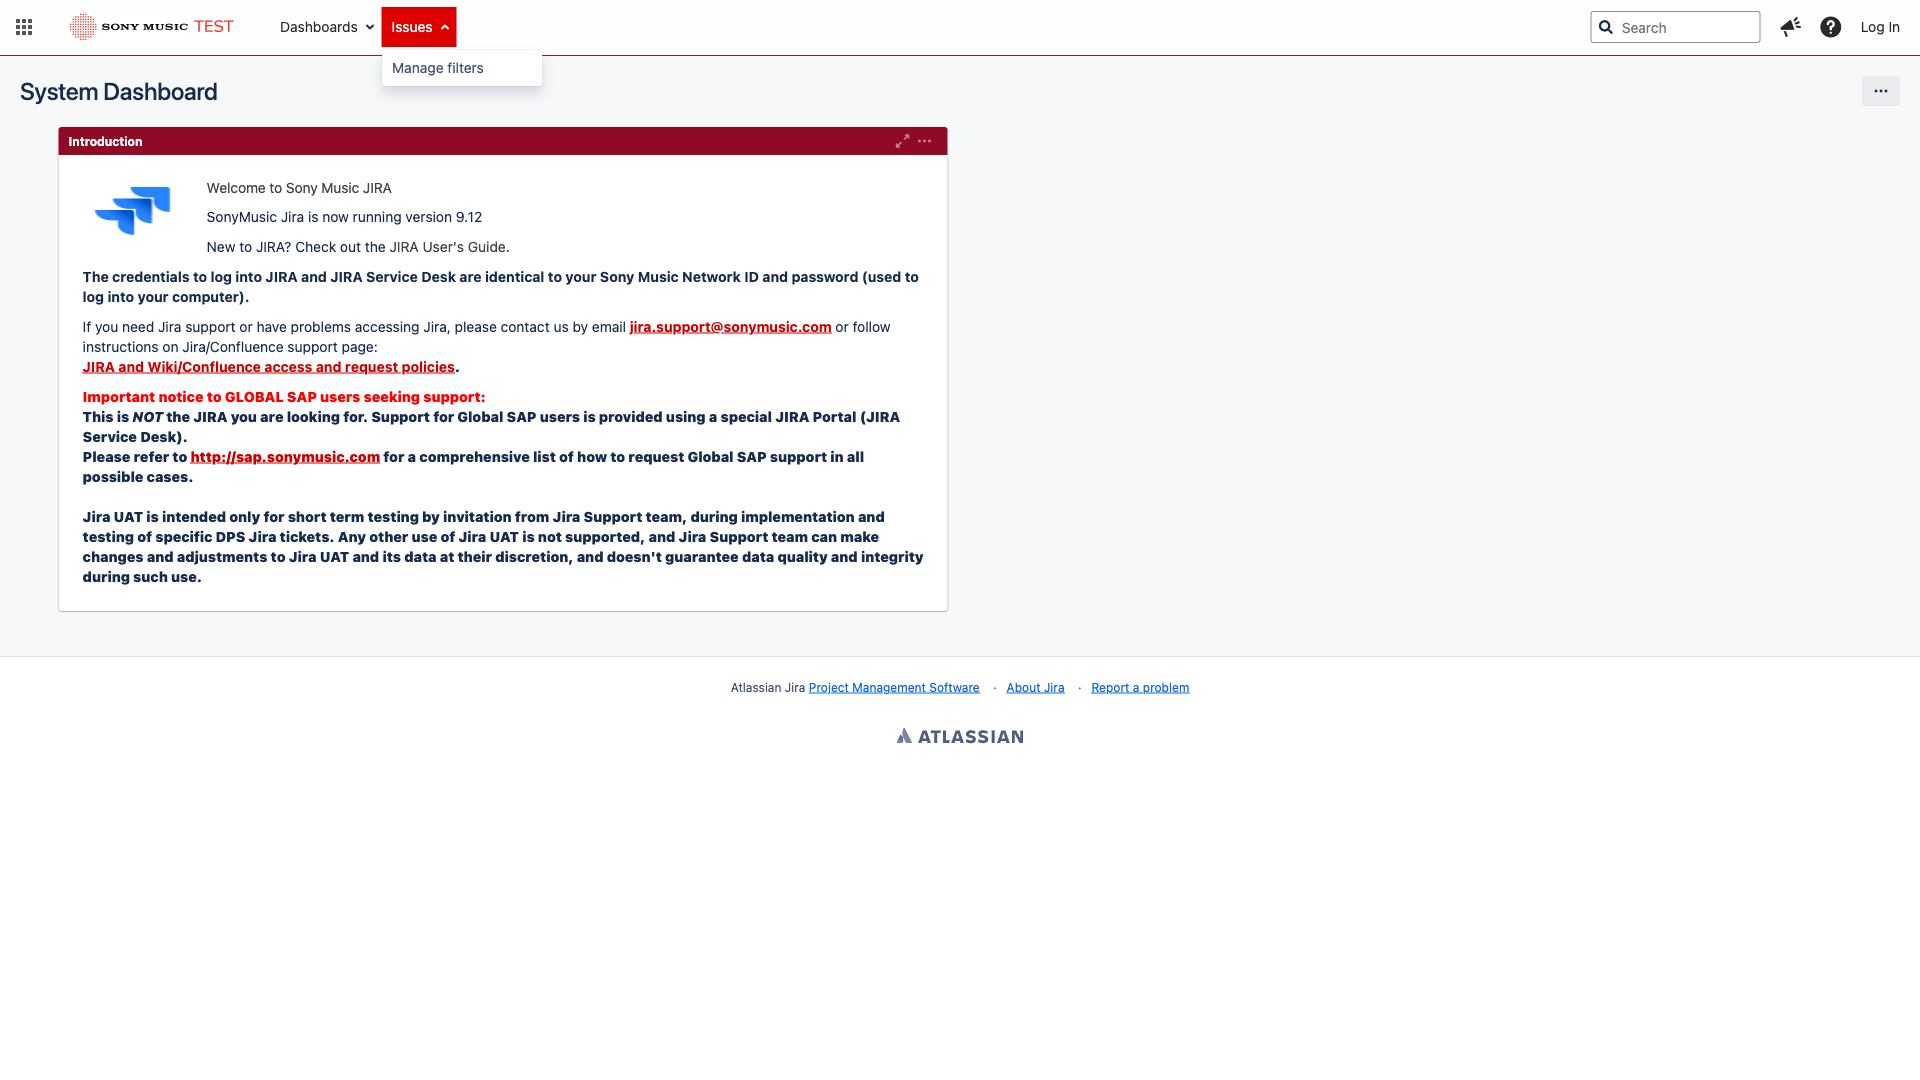 SONY MUSIC TEST
Dashboards
Issues
Search
Log In
Manage filters
System Dashboard
Introduction
Welcome to Sony Music JIRA
SonyMusic Jira is now running version 9.12
New to JIRA? Check out the JIRA User's Guide.
The credentials to log into JIRA and JIRA Service Desk are identical to your Sony Music Network ID and password (used to
log into your computer).
If you need Jira support or have problems accessing Jira, please contact us by email jira.support@sonymusic.com or follow
instructions on Jira/Confluence support page:
JIRA and Wiki/Confluence access and request policies.
Important notice to GLOBAL SAP users seeking support:
This is NOT the JIRA you are looking for. Support for Global SAP users is provided using a special JIRA Portal (JIRA
Service Desk).
Please refer to http://sap.sonymusic.com for a comprehensive list of how to request Global SAP support in all
possible cases.
Jira UAT is intended only for short term testing by invitation from Jira Support team, during implementation and
testing of specific DPS Jira tickets. Any other use of Jira UAT is not supported, and Jira Support team can make
changes and adjustments to Jira UAT and its data at their discretion, and doesn't guarantee data quality and integrity
during such use.
Atlassian Jira Project Management Software · About Jira · Report a problem
ATLASSIAN